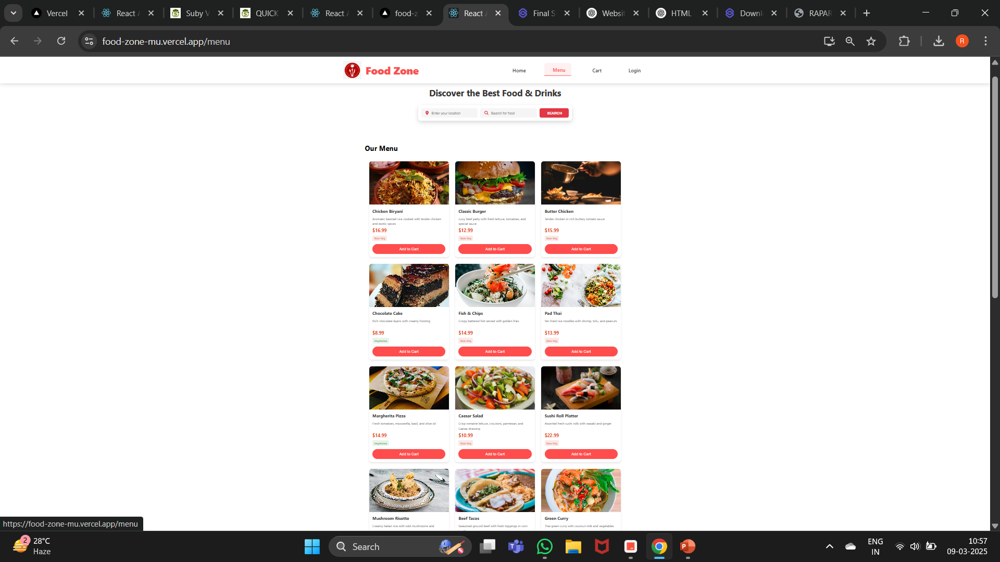 Vercel
React A
Suby V
QUICK
React A
food-z
React A
Final S
Websit
HTML
Downl
RAPAR
food-zone-mu.vercel.app/menu
R
Food Zone
Home
Menu
Cart
Login
Discover the Best Food & Drinks
Enter your location
Search for food
SEARCH
Our Menu
Chicken Biryani
Aromatic basmati rice cooked with tender chicken
and exotic spices
$16.99
Non-Veg
Add to Cart
Classic Burger
Juicy beef patty with fresh lettuce, tomatoes, and
special sauce
$12.99
Non-Veg
Add to Cart
Butter Chicken
Tender chicken in rich buttery tomato sauce
$15.99
Non-Veg
Add to Cart
Chocolate Cake
Rich chocolate layers with creamy frosting
$8.99
Vegetarian
Add to Cart
Fish & Chips
Crispy battered fish served with golden fries
$14.99
Non-Veg
Add to Cart
Pad Thai
Stir-fried rice noodles with shrimp, tofu, and peanuts
$13.99
Non-Veg
Add to Cart
Margherita Pizza
Fresh tomatoes, mozzarella, basil, and olive oil
$14.99
Vegetarian
Add to Cart
Caesar Salad
Crisp romaine lettuce, croutons, parmesan, and
Caesar dressing
$10.99
Non-Veg
Add to Cart
Sushi Roll Platter
Assorted fresh sushi rolls with wasabi and ginger
$22.99
Non-Veg
Add to Cart
Mushroom Risotto
Creamy Italian rice with wild mushrooms and
Beef Tacos
Seasoned ground beef with fresh toppings in corn
Green Curry
Thai green curry with coconut milk and vegetables
https://food-zone-mu.vercel.app/menu
2
28°C
Haze
Search
ENG
IN
10:57
09-03-2025